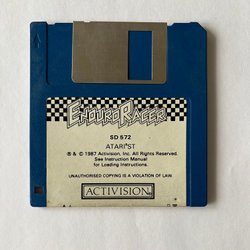 ENDURO RACER
SD 572
ATARI ST
® & © 1987 Activision, Inc. All Rights Reserved.
See Instruction Manual
for Loading Instructions.
UNAUTHORISED COPYING IS A VIOLATION OF LAW
ACTIVISION